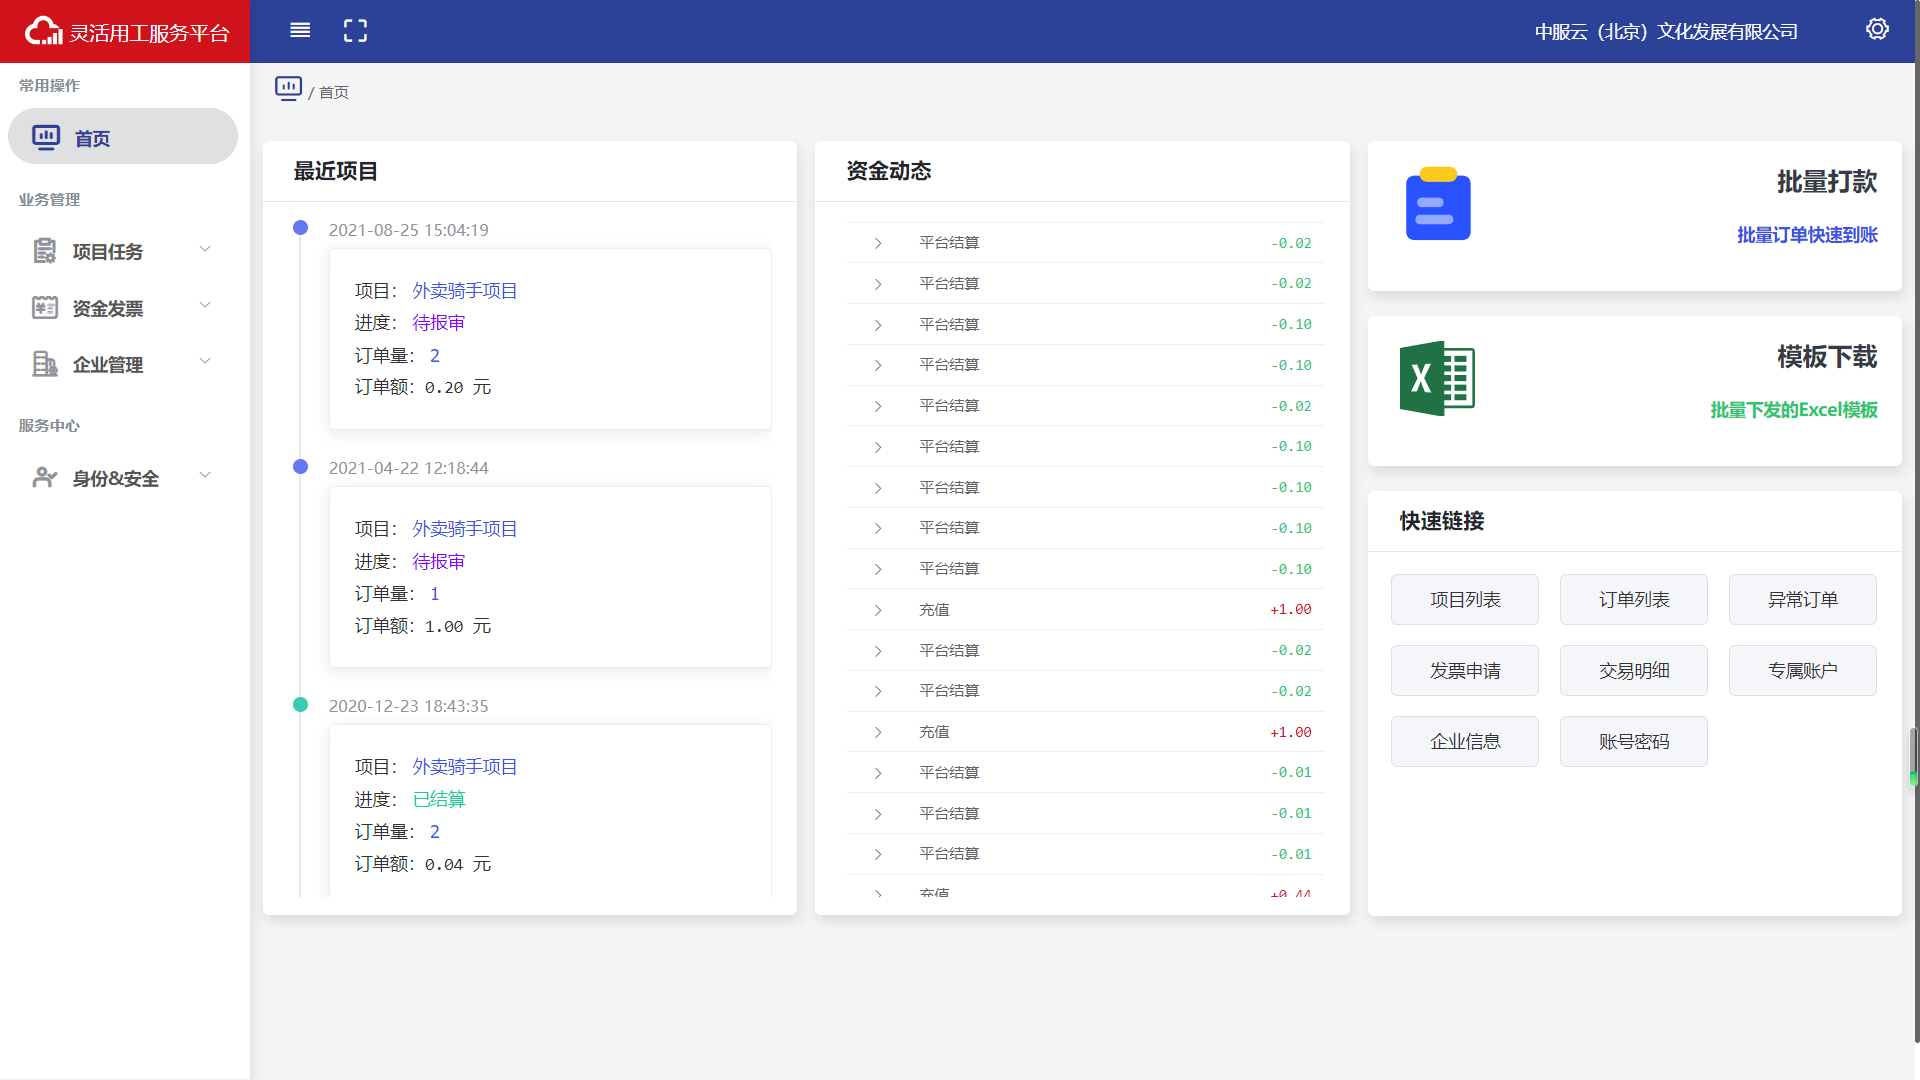 灵活用工服务平台
中服云（北京）文化发展有限公司
常用操作
首页
业务管理
项目任务
资金发票
企业管理
服务中心
身份&安全
/ 首页
最近项目
2021-08-25 15:04:19
项目： 外卖骑手项目
进度： 待报审
订单量： 2
订单额：0.20 元
2021-04-22 12:18:44
项目： 外卖骑手项目
进度： 待报审
订单量： 1
订单额：1.00 元
2020-12-23 18:43:35
项目： 外卖骑手项目
进度： 已结算
订单量： 2
订单额：0.04 元
资金动态
平台结算 -0.02
平台结算 -0.02
平台结算 -0.10
平台结算 -0.10
平台结算 -0.02
平台结算 -0.10
平台结算 -0.10
平台结算 -0.10
平台结算 -0.10
充值 +1.00
平台结算 -0.02
平台结算 -0.02
充值 +1.00
平台结算 -0.01
平台结算 -0.01
平台结算 -0.01
充值 +0.44
批量打款
批量订单快速到账
模板下载
批量下发的Excel模板
快速链接
项目列表 订单列表 异常订单
发票申请 交易明细 专属账户
企业信息 账号密码